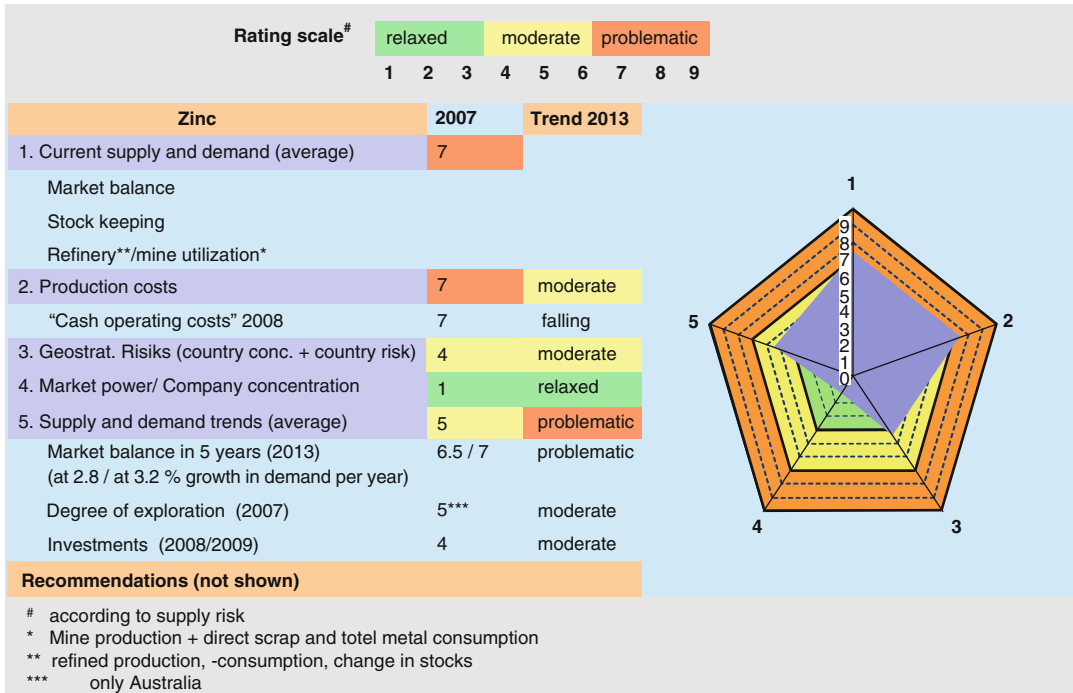 Rating scale#
relaxed moderate problematic
1 2 3 4 5 6 7 8 9
Zinc 2007 Trend 2013
1. Current supply and demand (average) 7
Market balance
Stock keeping
Refinery**/mine utilization*
2. Production costs 7 moderate
“Cash operating costs” 2008 7 falling
3. Geostrat. Risiks (country conc. + country risk) 4 moderate
4. Market power/ Company concentration 1 relaxed
5. Supply and demand trends (average) 5 problematic
Market balance in 5 years (2013) 6.5 / 7 problematic
(at 2.8 / at 3.2 % growth in demand per year)
Degree of exploration (2007) 5*** moderate
Investments (2008/2009) 4 moderate
Recommendations (not shown)
1
9
8
7
6
5
4
3
2
1
0
5
2
4
3
# according to supply risk
* Mine production + direct scrap and totel metal consumption
** refined production, -consumption, change in stocks
*** only Australia